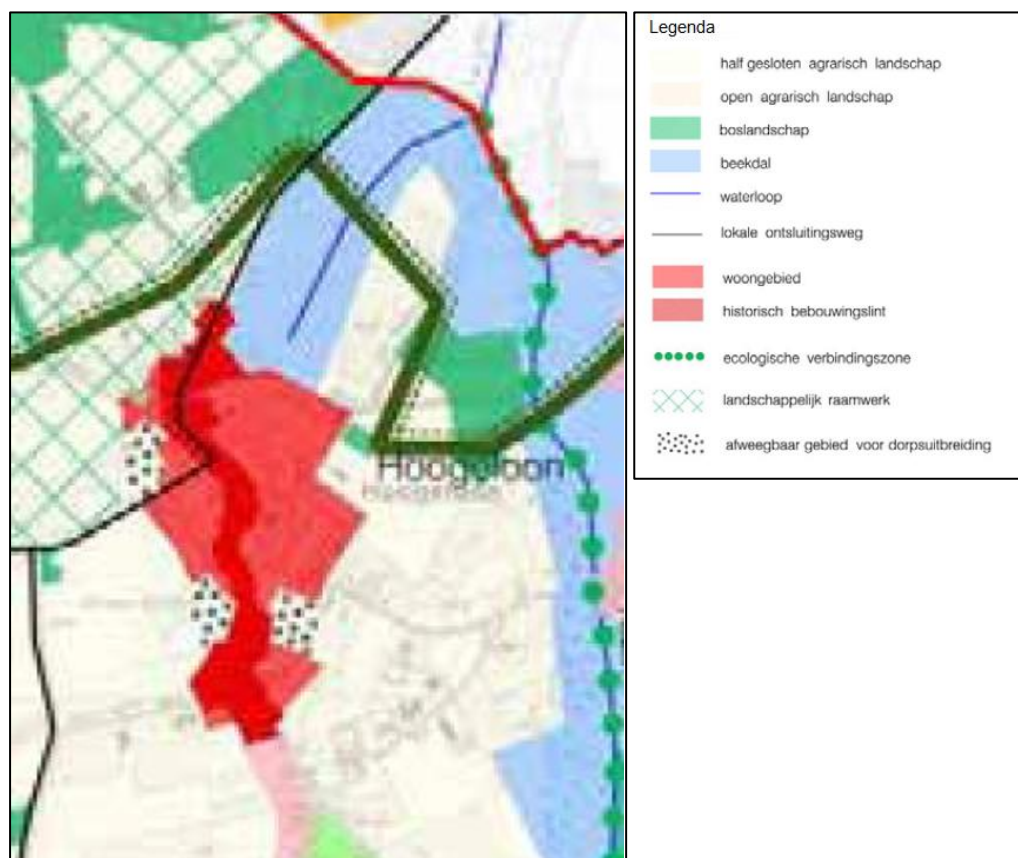 Legenda
half gesloten agrarisch landschap
open agrarisch landschap
boslandschap
beekdal
waterloop
lokale ontsluitingsweg
woongebied
historisch bebouwingslint
ecologische verbindingszone
landschappelijk raamwerk
afweegbaar gebied voor dorpsuitbreiding
Hoogeloon